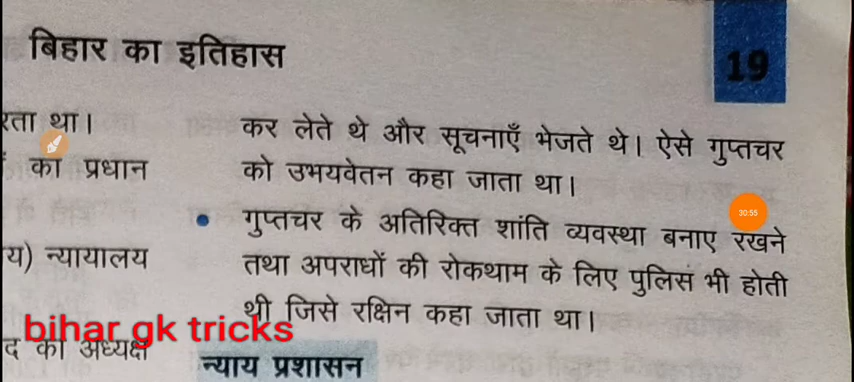 बिहार का इतिहास
19
रता था।
का प्रधान
य) न्यायालय
द का अध्यक्ष
कर लेते थे और सूचनाएँ भेजते थे। ऐसे गुप्तचर
को उभयवेतन कहा जाता था।
• गुप्तचर के अतिरिक्त शांति व्यवस्था बनाए रखने
तथा अपराधों की रोकथाम के लिए पुलिस भी होती
थी जिसे रक्षिन कहा जाता था।
न्याय प्रशासन
30:55
bihar gk tricks